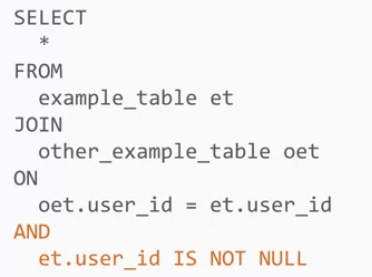 SELECT
*
FROM
example_table et
JOIN
other_example_table oet
ON
oet.user_id = et.user_id
AND
et.user_id IS NOT NULL